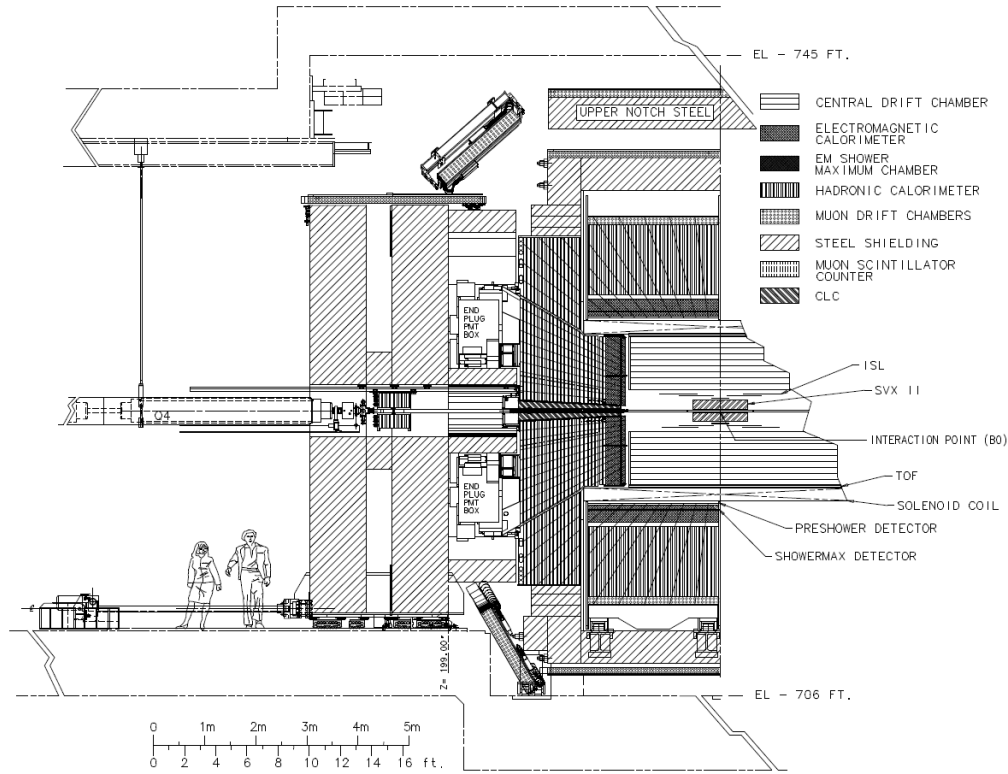 EL - 745 FT.
UPPER NOTCH STEEL
CENTRAL DRIFT CHAMBER
ELECTROMAGNETIC
CALORIMETER
EM SHOWER
MAXIMUM CHAMBER
HADRONIC CALORIMETER
MUON DRIFT CHAMBERS
STEEL SHIELDING
MUON SCINTILLATOR
COUNTER
CLC
END
PLUG
PMT
BOX
ISL
SVX II
Q4
INTERACTION POINT (B0)
TOF
END
PLUG
PMT
BOX
SOLENOID COIL
PRESHOWER DETECTOR
SHOWERMAX DETECTOR
Z= 199.00"
EL - 706 FT.
0 1m 2m 3m 4m 5m
0 2 4 6 8 10 12 14 16 ft.